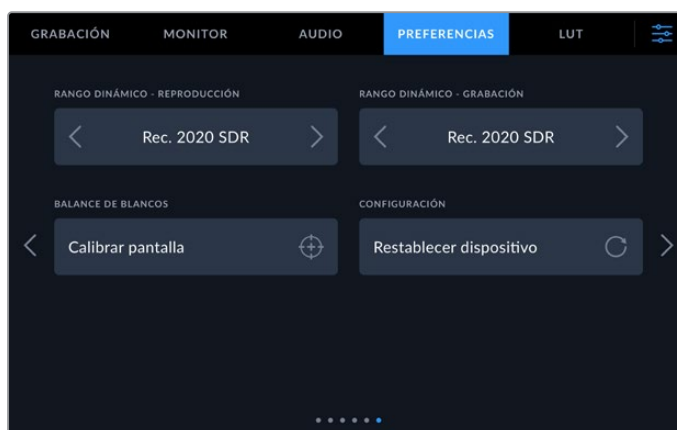 GRABACIÓN MONITOR AUDIO PREFERENCIAS LUT
RANGO DINÁMICO - REPRODUCCIÓN RANGO DINÁMICO - GRABACIÓN
Rec. 2020 SDR Rec. 2020 SDR
BALANCE DE BLANCOS CONFIGURACIÓN
Calibrar pantalla Restablecer dispositivo